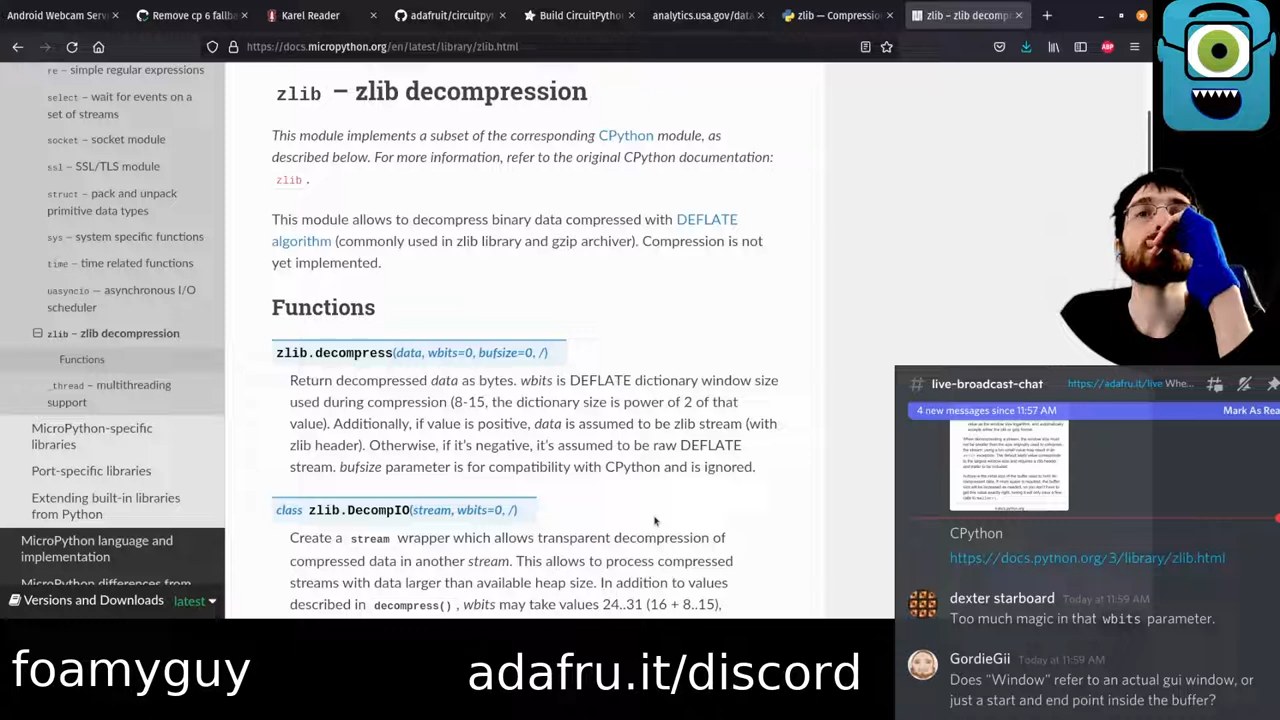 Android Webcam Serv
Remove cp 6 fallba
Karel Reader
adafruit/circuitpy
Build CircuitPython
analytics.usa.gov/data
zlib — Compressio
zlib – zlib decomp
https://docs.micropython.org/en/latest/library/zlib.html
ABP
re – simple regular expressions
select – wait for events on a
set of streams
socket – socket module
ssl – SSL/TLS module
struct – pack and unpack
primitive data types
sys – system specific functions
time – time related functions
uasyncio — asynchronous I/O
scheduler
zlib – zlib decompression
Functions
_thread – multithreading
support
MicroPython-specific
libraries
Port-specific libraries
Extending built-in libraries
from Python
MicroPython language and
implementation
MicroPython differences from
Versions and Downloads latest
zlib – zlib decompression
This module implements a subset of the corresponding CPython module, as
described below. For more information, refer to the original CPython documentation:
zlib .
This module allows to decompress binary data compressed with DEFLATE
algorithm (commonly used in zlib library and gzip archiver). Compression is not
yet implemented.
Functions
zlib.decompress(data, wbits=0, bufsize=0, /)
Return decompressed data as bytes. wbits is DEFLATE dictionary window size
used during compression (8-15, the dictionary size is power of 2 of that
value). Additionally, if value is positive, data is assumed to be zlib stream (with
zlib header). Otherwise, if it's negative, it's assumed to be raw DEFLATE
stream. bufsize parameter is for compatibility with CPython and is ignored.
class zlib.DecompIO(stream, wbits=0, /)
Create a stream wrapper which allows transparent decompression of
compressed data in another stream. This allows to process compressed
streams with data larger than available heap size. In addition to values
described in decompress() , wbits may take values 24..31 (16 + 8..15),
# live-broadcast-chat https://adafru.it/live Whe...
4 new messages since 11:57 AM Mark As Rea
CPython
https://docs.python.org/3/library/zlib.html
dexter starboard Today at 11:59 AM
Too much magic in that wbits parameter.
GordieGii Today at 11:59 AM
Does "Window" refer to an actual gui window, or
just a start and end point inside the buffer?
foamyguy
adafru.it/discord